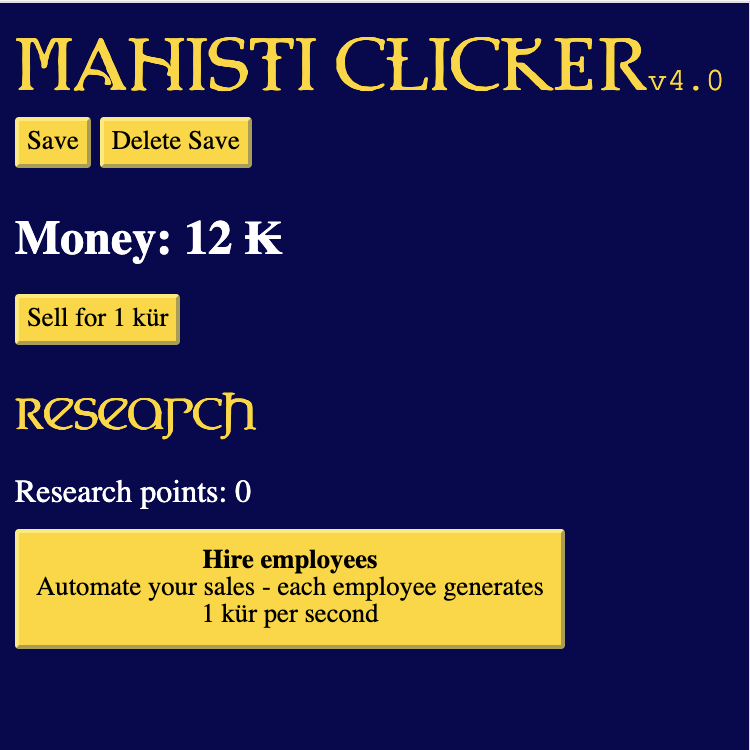 MAHISTI CLICKERv4.0
Save Delete Save
Money: 12 ₭
Sell for 1 kür
Research
Research points: 0
Hire employees
Automate your sales - each employee generates
1 kür per second